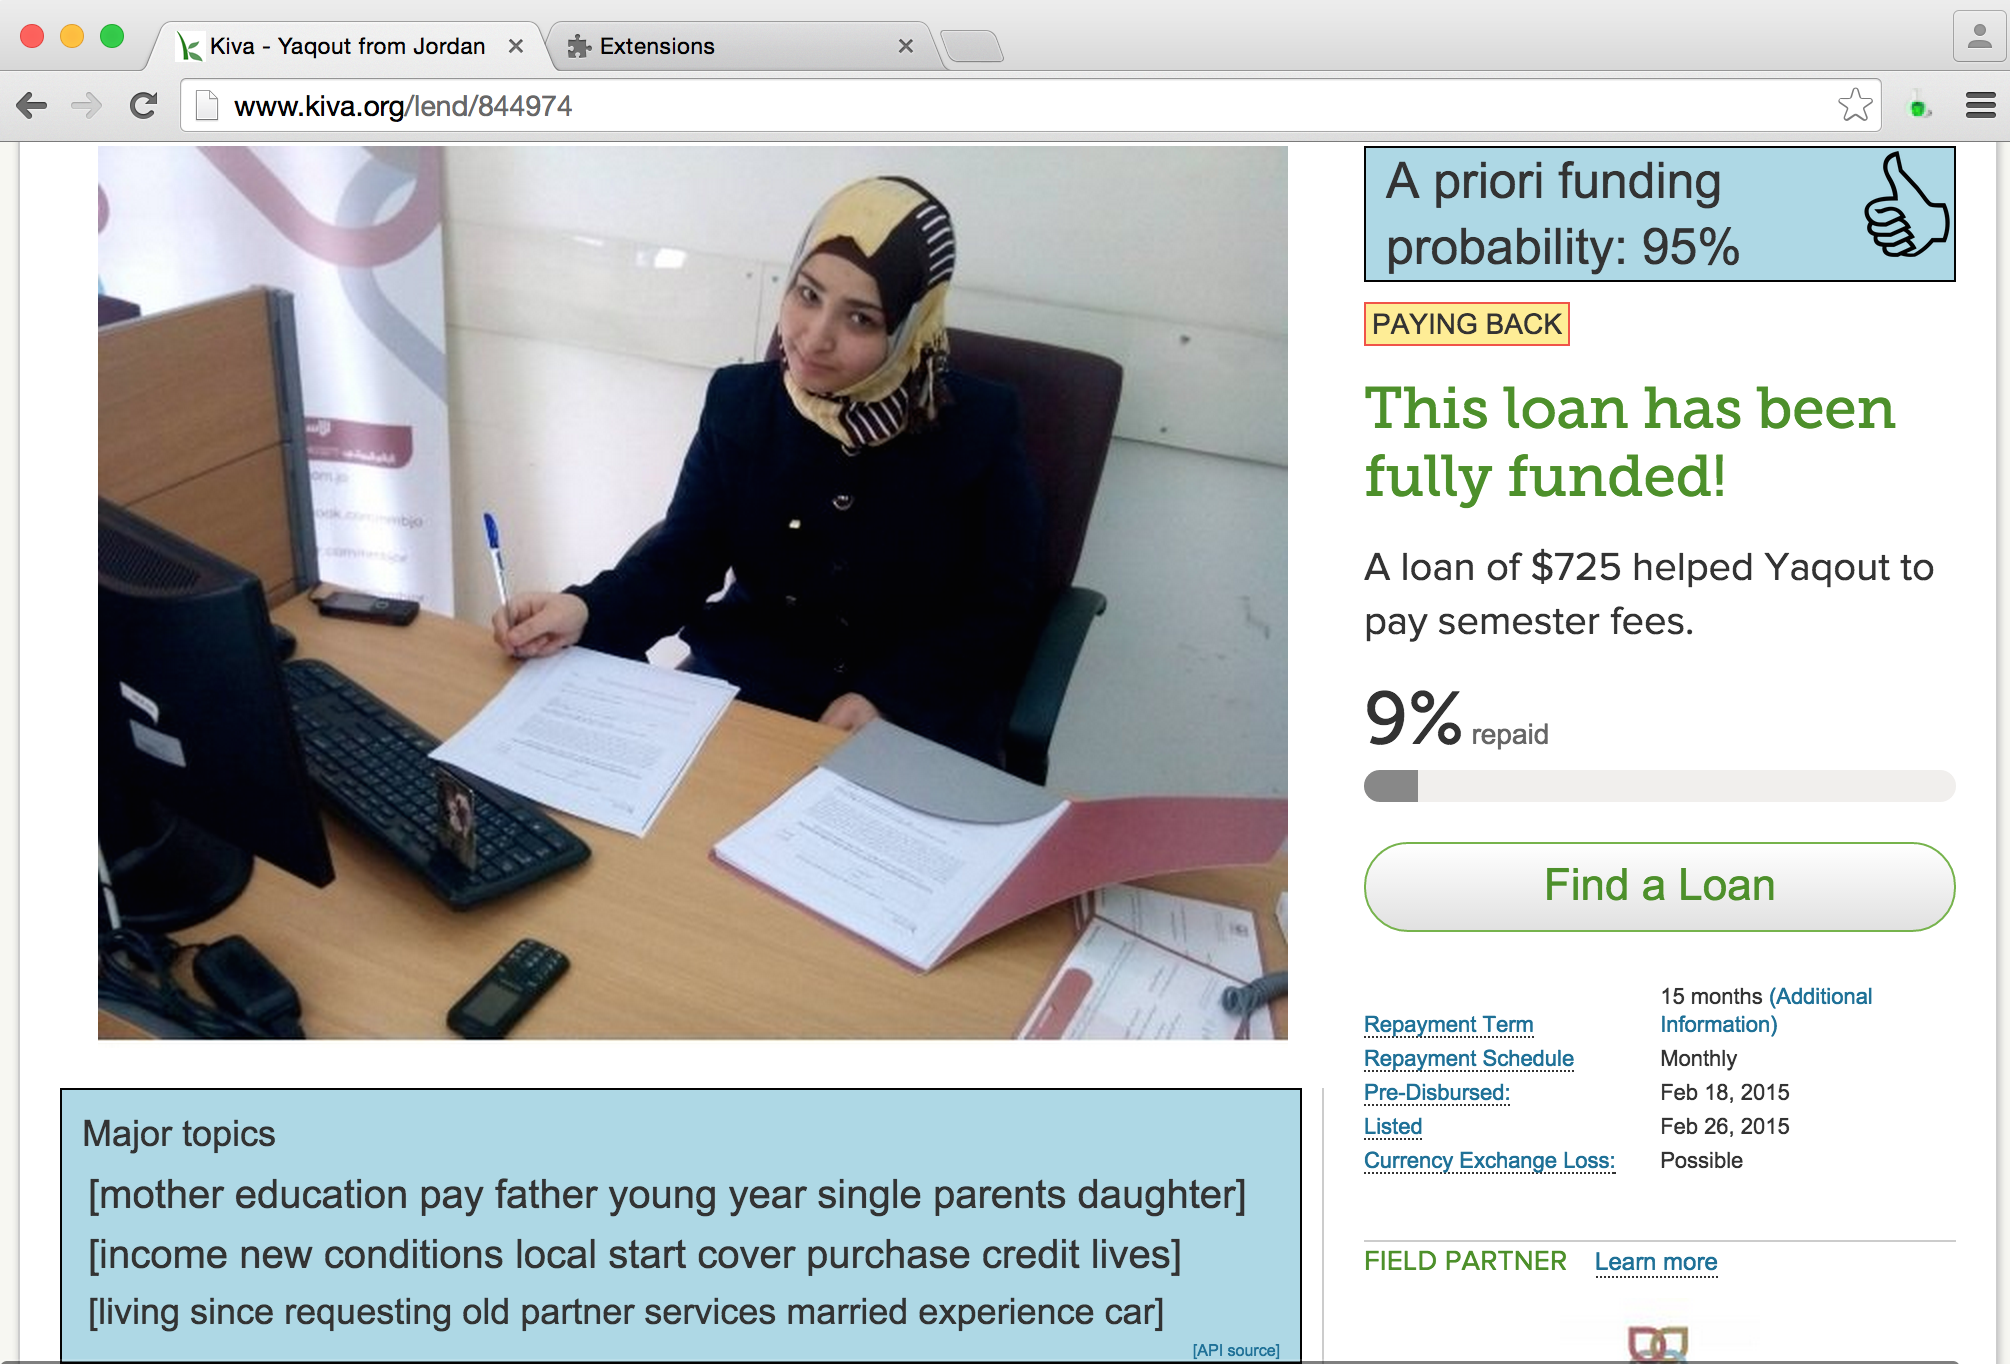 Kiva - Yaqout from Jordan
Extensions
www.kiva.org/lend/844974
A priori funding
probability: 95%
PAYING BACK
This loan has been
fully funded!
A loan of $725 helped Yaqout to
pay semester fees.
9% repaid
Find a Loan
Repayment Term 15 months (Additional
Information)
Repayment Schedule Monthly
Pre-Disbursed: Feb 18, 2015
Listed Feb 26, 2015
Currency Exchange Loss: Possible
FIELD PARTNER Learn more
Major topics
[mother education pay father young year single parents daughter]
[income new conditions local start cover purchase credit lives]
[living since requesting old partner services married experience car]
[API source]